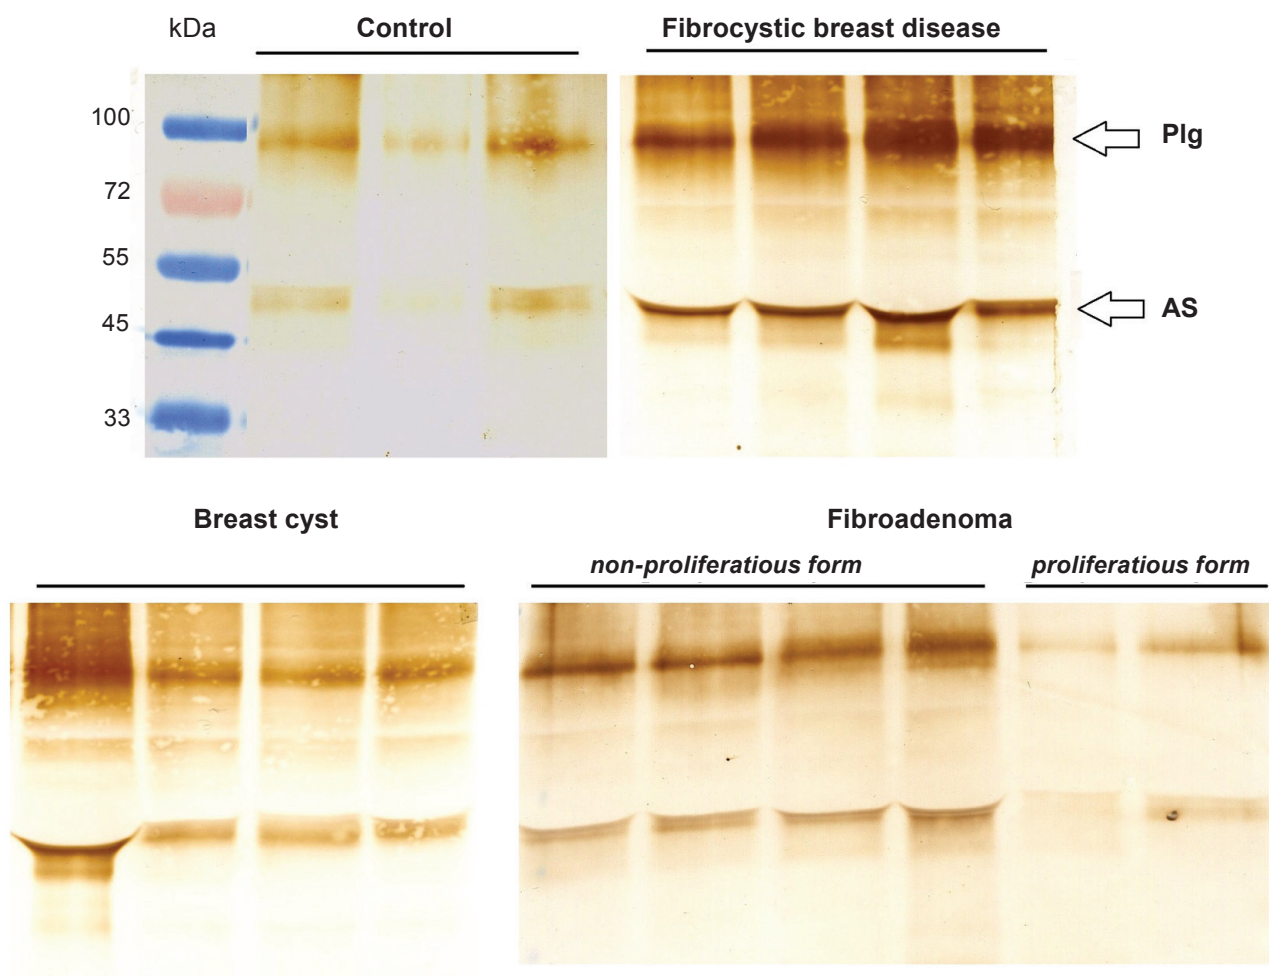 kDa
Control
Fibrocystic breast disease
100
Plg
72
55
AS
45
33
Breast cyst
Fibroadenoma
non-proliferatious form
proliferatious form